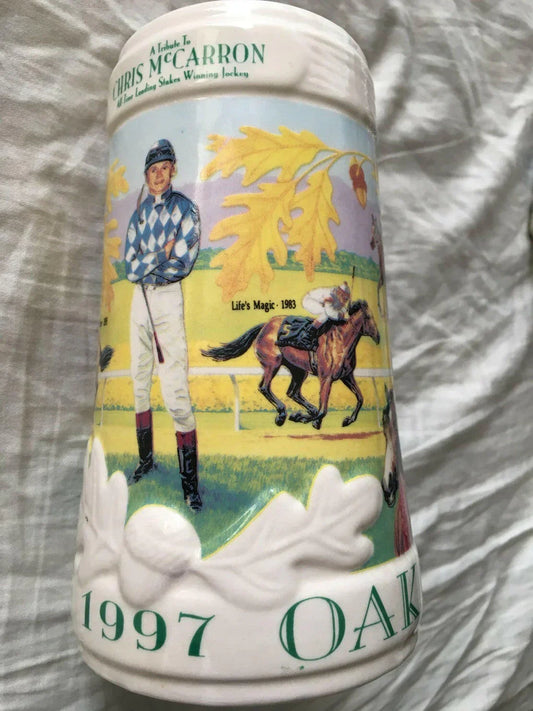 A Tribute To
CHRIS McCARRON
All Time Leading Stakes Winning Jockey
Life's Magic · 1983
1997 OAK